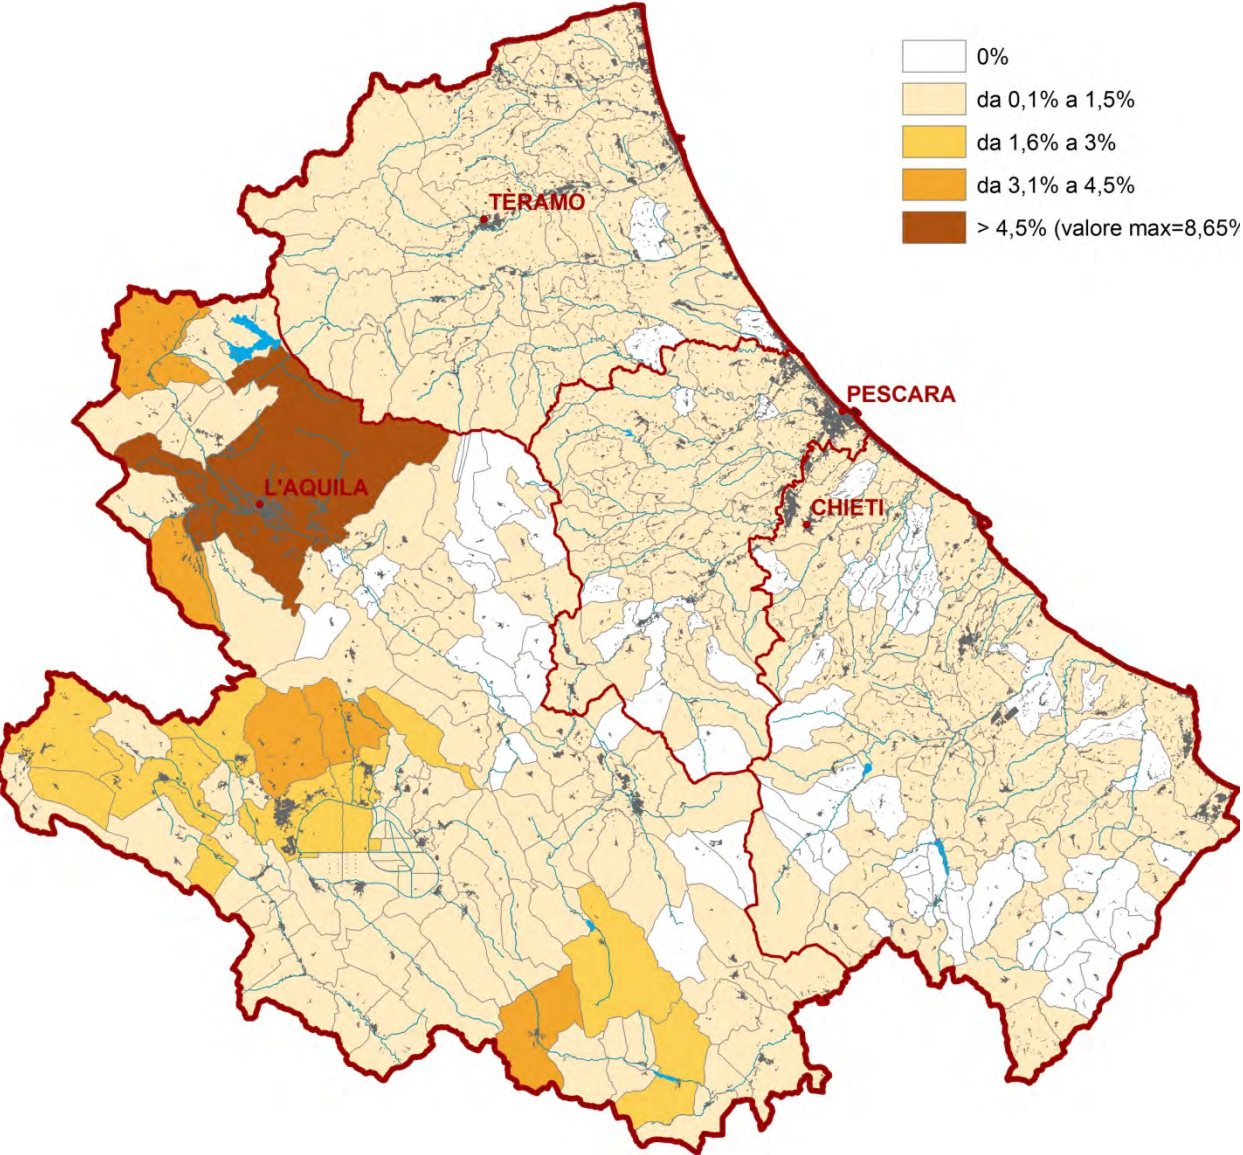 0%
da 0,1% a 1,5%
da 1,6% a 3%
da 3,1% a 4,5%
> 4,5% (valore max=8,65%
TÈRAMO
PESCARA
L'AQUILA
CHIETI